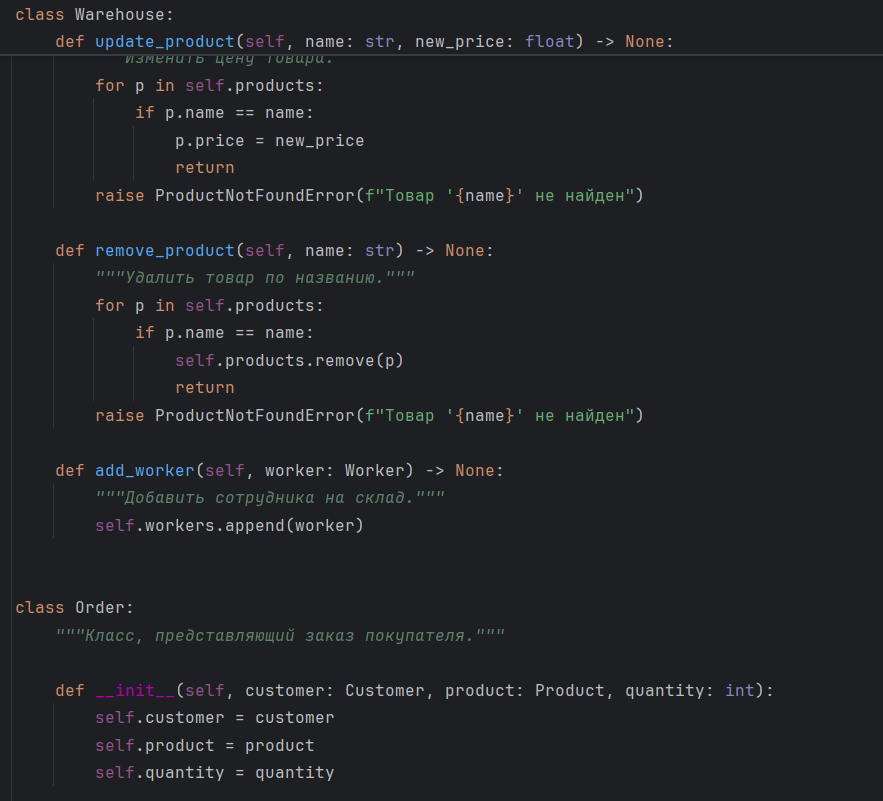 class Warehouse:
    def update_product(self, name: str, new_price: float) -> None:
        """Изменить цену товара."""
        for p in self.products:
            if p.name == name:
                p.price = new_price
                return
        raise ProductNotFoundError(f"Товар '{name}' не найден")
    def remove_product(self, name: str) -> None:
        """Удалить товар по названию."""
        for p in self.products:
            if p.name == name:
                self.products.remove(p)
                return
        raise ProductNotFoundError(f"Товар '{name}' не найден")
    def add_worker(self, worker: Worker) -> None:
        """Добавить сотрудника на склад."""
        self.workers.append(worker)
class Order:
    """Класс, представляющий заказ покупателя."""
    def __init__(self, customer: Customer, product: Product, quantity: int):
        self.customer = customer
        self.product = product
        self.quantity = quantity